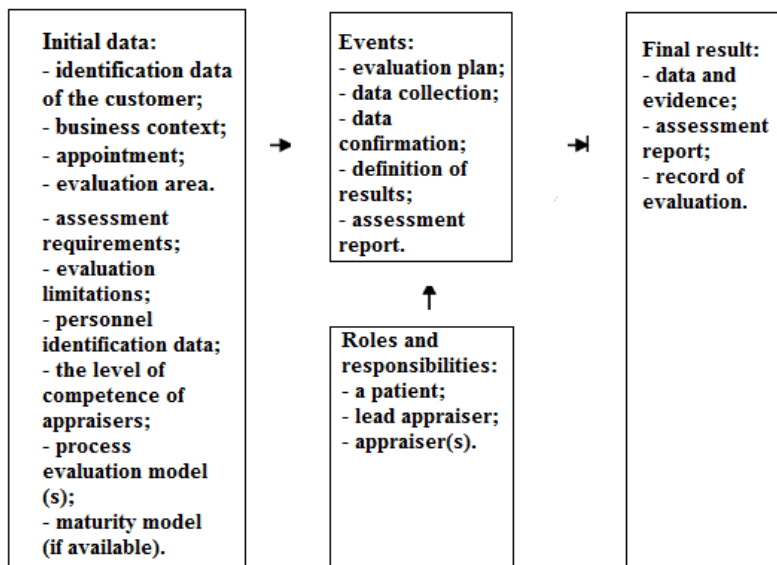 Initial data:
- identification data
of the customer;
- business context;
- appointment;
- evaluation area.
- assessment
requirements;
- evaluation
limitations;
- personnel
identification data;
- the level of
competence of
appraisers;
- process
evaluation model
(s);
- maturity model
(if available).
Events:
- evaluation plan;
- data collection;
- data
confirmation;
- definition of
results;
- assessment
report.
Roles and
responsibilities:
- a patient;
- lead appraiser;
- appraiser(s).
Final result:
- data and
evidence;
- assessment
report;
- record of
evaluation.